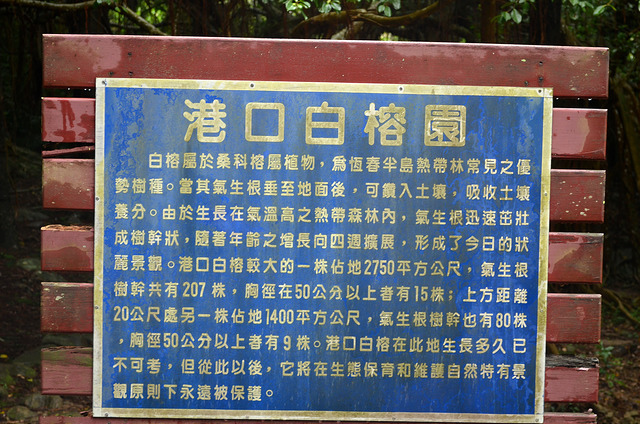 港口白榕園
白榕屬於桑科榕屬植物，為恆春半島熱帶林常見之優
勢樹種。當其氣生根垂至地面後，可鑽入土壤，吸收土壤
養分。由於生長在氣溫高之熱帶森林內，氣生根迅速茁壯
成樹幹狀，隨著年齡之增長向四週擴展，形成了今日的狀
麗景觀。港口白榕較大的一株佔地2750平方公尺，氣生根
樹幹共有207株，胸徑在50公分以上者有15株；上方距離
20公尺處另一株佔地1400平方公尺，氣生根樹幹也有80株
，胸徑50公分以上者有9株。港口白榕在此地生長多久已
不可考，但從此以後，它將在生態保育和維護自然特有景
觀原則下永遠被保護。